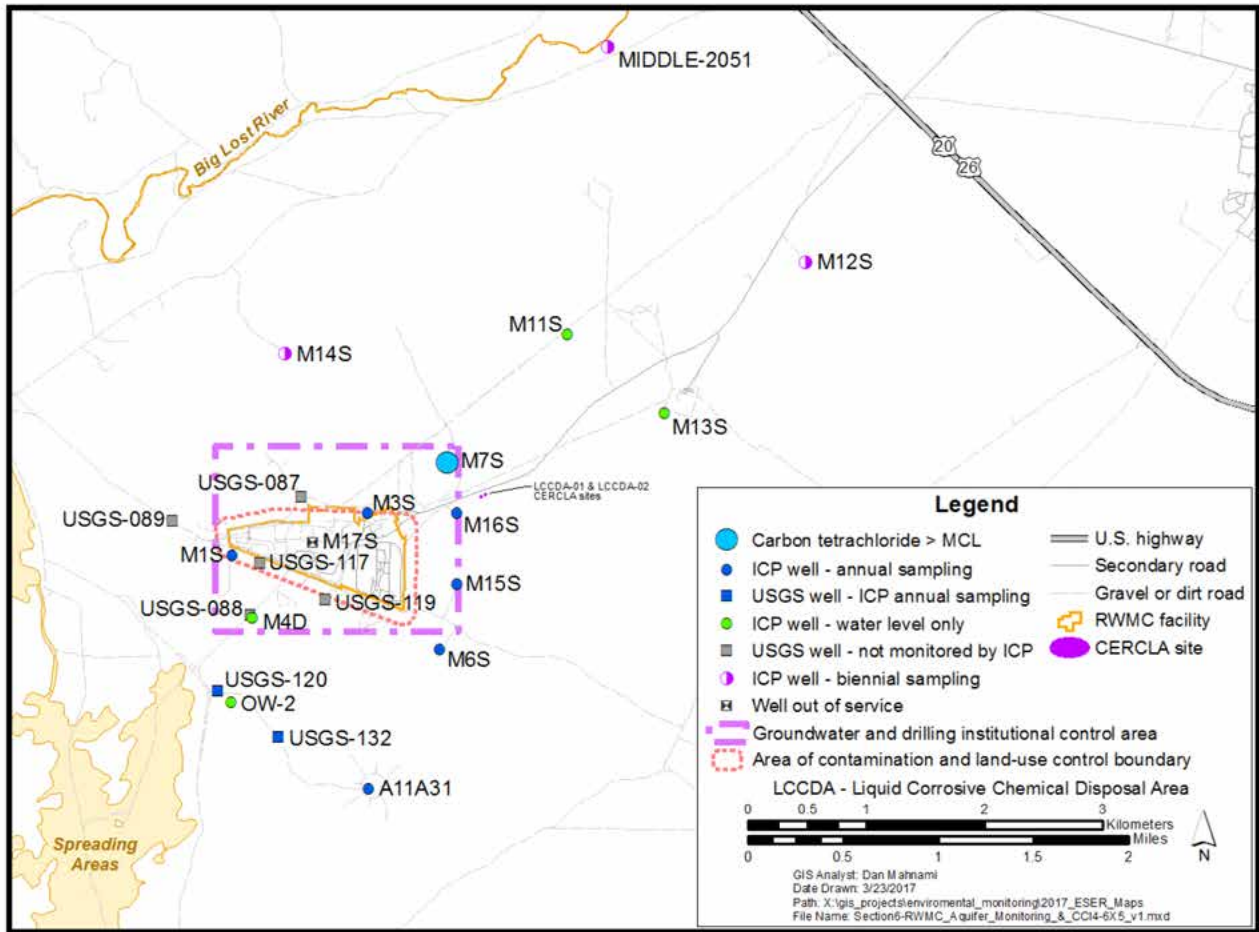 MIDDLE-2051
Big Lost River
20
26
M12S
M11S
M14S
M13S
M7S
USGS-087
LCCDA-01 & LCCDA-02
CERCLA sites
M3S
USGS-089
M16S
M17S
M1S
USGS-117
M15S
USGS-119
USGS-088
M4D
M6S
USGS-120
OW-2
USGS-132
A11A31
Spreading
Areas
Legend
Carbon tetrachloride > MCL
ICP well - annual sampling
USGS well - ICP annual sampling
ICP well - water level only
USGS well - not monitored by ICP
ICP well - biennial sampling
Well out of service
Groundwater and drilling institutional control area
Area of contamination and land-use control boundary
U.S. highway
Secondary road
Gravel or dirt road
RWMC facility
CERCLA site
LCCDA - Liquid Corrosive Chemical Disposal Area
0 0.5 1 2 3
Kilometers
Miles
0 0.5 1 1.5 2
N
GIS Analyst: Dan Mahnami
Date Drawn: 3/23/2017
Path: X:\gis_projects\enviromental_monitoring\2017_ESER_Maps
File Name: Section6-RWMC_Aquifer_Monitoring_&_CCl4-6X5_v1.mxd